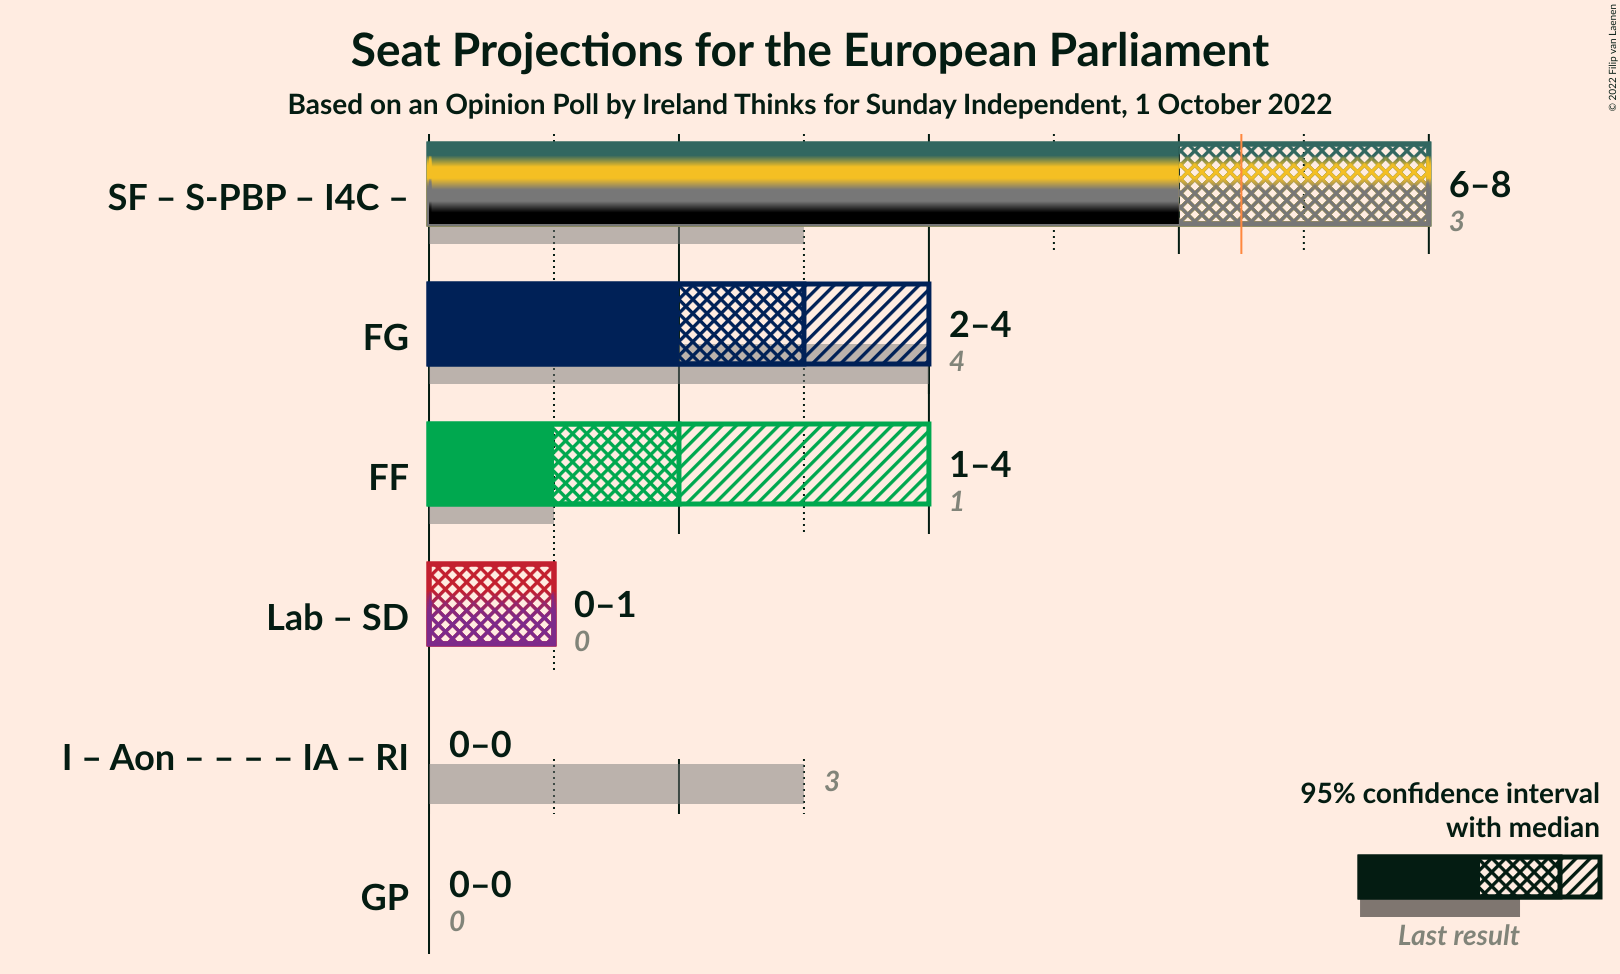 Seat Projections for the European Parliament
Based on an Opinion Poll by Ireland Thinks for Sunday Independent, 1 October 2022
© 2022 Filip van Laenen
SF – S-PBP – I4C –
6–8
3
FG
2–4
4
FF
1–4
1
Lab – SD
0–1
0
I – Aon – – – – IA – RI
0–0
3
GP
0–0
0
95% confidence interval
with median
Last result